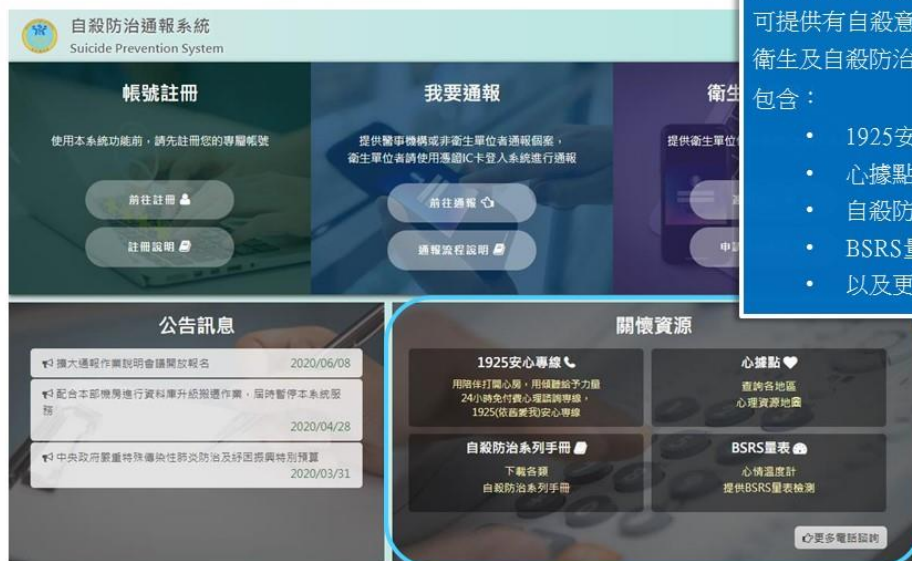 自殺防治通報系統
Suicide Prevention System
帳號註冊
使用本系統功能前，請先註冊您的專屬帳號
前往註冊
註冊說明
我要通報
提供醫事機構或非衛生單位者通報個案，
衛生單位者請使用憑證IC卡登入系統進行通報
前往通報
通報流程說明
衛生
提供衛生單位
申請
可提供有自殺意
衛生及自殺防治
包含：
• 1925安
• 心據點
• 自殺防
• BSRS量
• 以及更
公告訊息
擴大通報作業說明會議開放報名 2020/06/08
配合本部機房進行資料庫升級搬遷作業，屆時暫停本系統服
務
2020/04/28
中央政府嚴重特殊傳染性肺炎防治及紓困振興特別預算
2020/03/31
關懷資源
1925安心專線
用陪伴打開心房，用傾聽給予力量
24小時免付費心理諮詢專線，
1925(依舊愛我)安心專線
心據點
查詢各地區
心理資源地圖
自殺防治系列手冊
下載各類
自殺防治系列手冊
BSRS量表
心情溫度計
提供BSRS量表檢測
更多電話諮詢